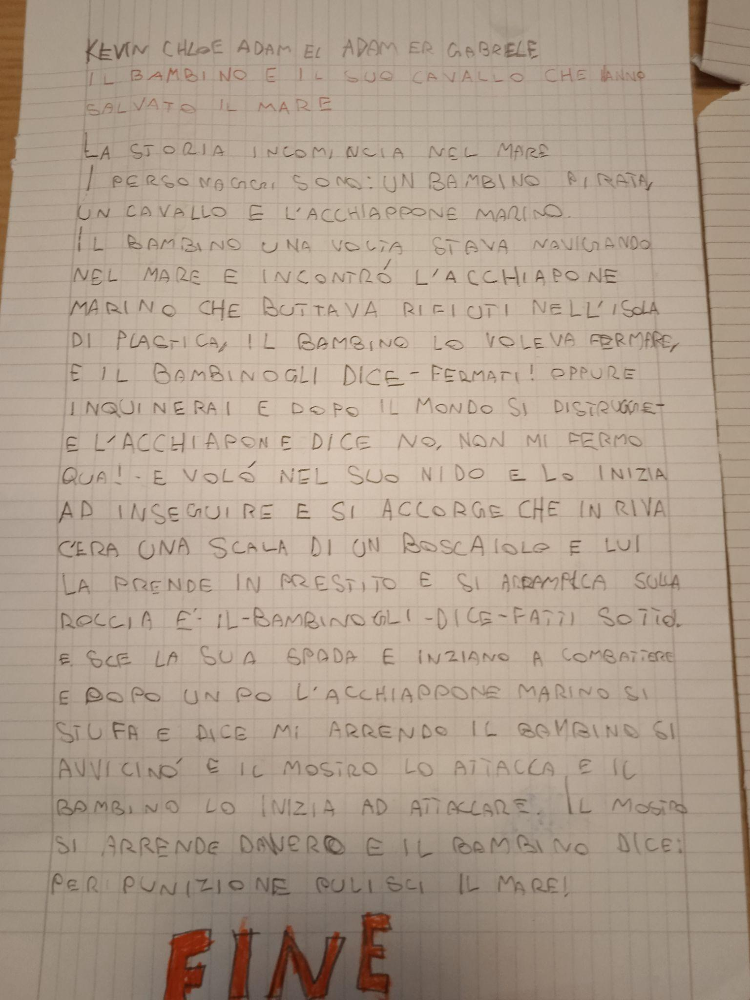 KEVIN CHLOE ADAM EL ADAM ER GABRELE
IL BAMBINO E IL SUO CAVALLO CHE HANNO
SALVATO IL MARE
LA STORIA INCOMINCIA NEL MARE
I PERSONAGGI SONO: UN BAMBINO PIRATA,
UN CAVALLO E L'ACCHIAPPONE MARINO.
IL BAMBINO UNA VOLTA STAVA NAVIGANDO
NEL MARE E INCONTRÓ L'ACCHIAPONE
MARINO CHE BUTTAVA RIFIUTI NELL'ISOLA
DI PLASTICA, IL BAMBINO LO VOLEVA FERMARE,
E IL BAMBINOGLI DICE - FERMATI! OPPURE
INQUINERAI E DOPO IL MONDO SI DISTRUGGE-
E L'ACCHIAPONE DICE NO, NON MI FERMO
QUA! - E VOLÓ NEL SUO NIDO E LO INIZIA
AD INSEGUIRE E SI ACCORGE CHE IN RIVA
C'ERA UNA SCALA DI UN BOSCAIOLO E LUI
LA PRENDE IN PRESTITO E SI ARRAMPICA SULLA
ROCCIA E'- IL-BAMBINOGLI-DICE-FATTI SOTTO.
E SCE LA SUA SPADA E INZIANO A COMBATTERE
E DOPO UN PO L'ACCHIAPPONE MARINO SI
STUFA E DICE MI ARRENDO IL BAMBINO SI
AVVICINÓ E IL MOSTRO LO ATTACCA E IL
BAMBINO LO INIZIA AD ATTACCARE. IL MOSTRO
SI ARRENDE DAVVERO E IL BAMBINO DICE:
PER PUNIZIONE PULISCI IL MARE!
FINE